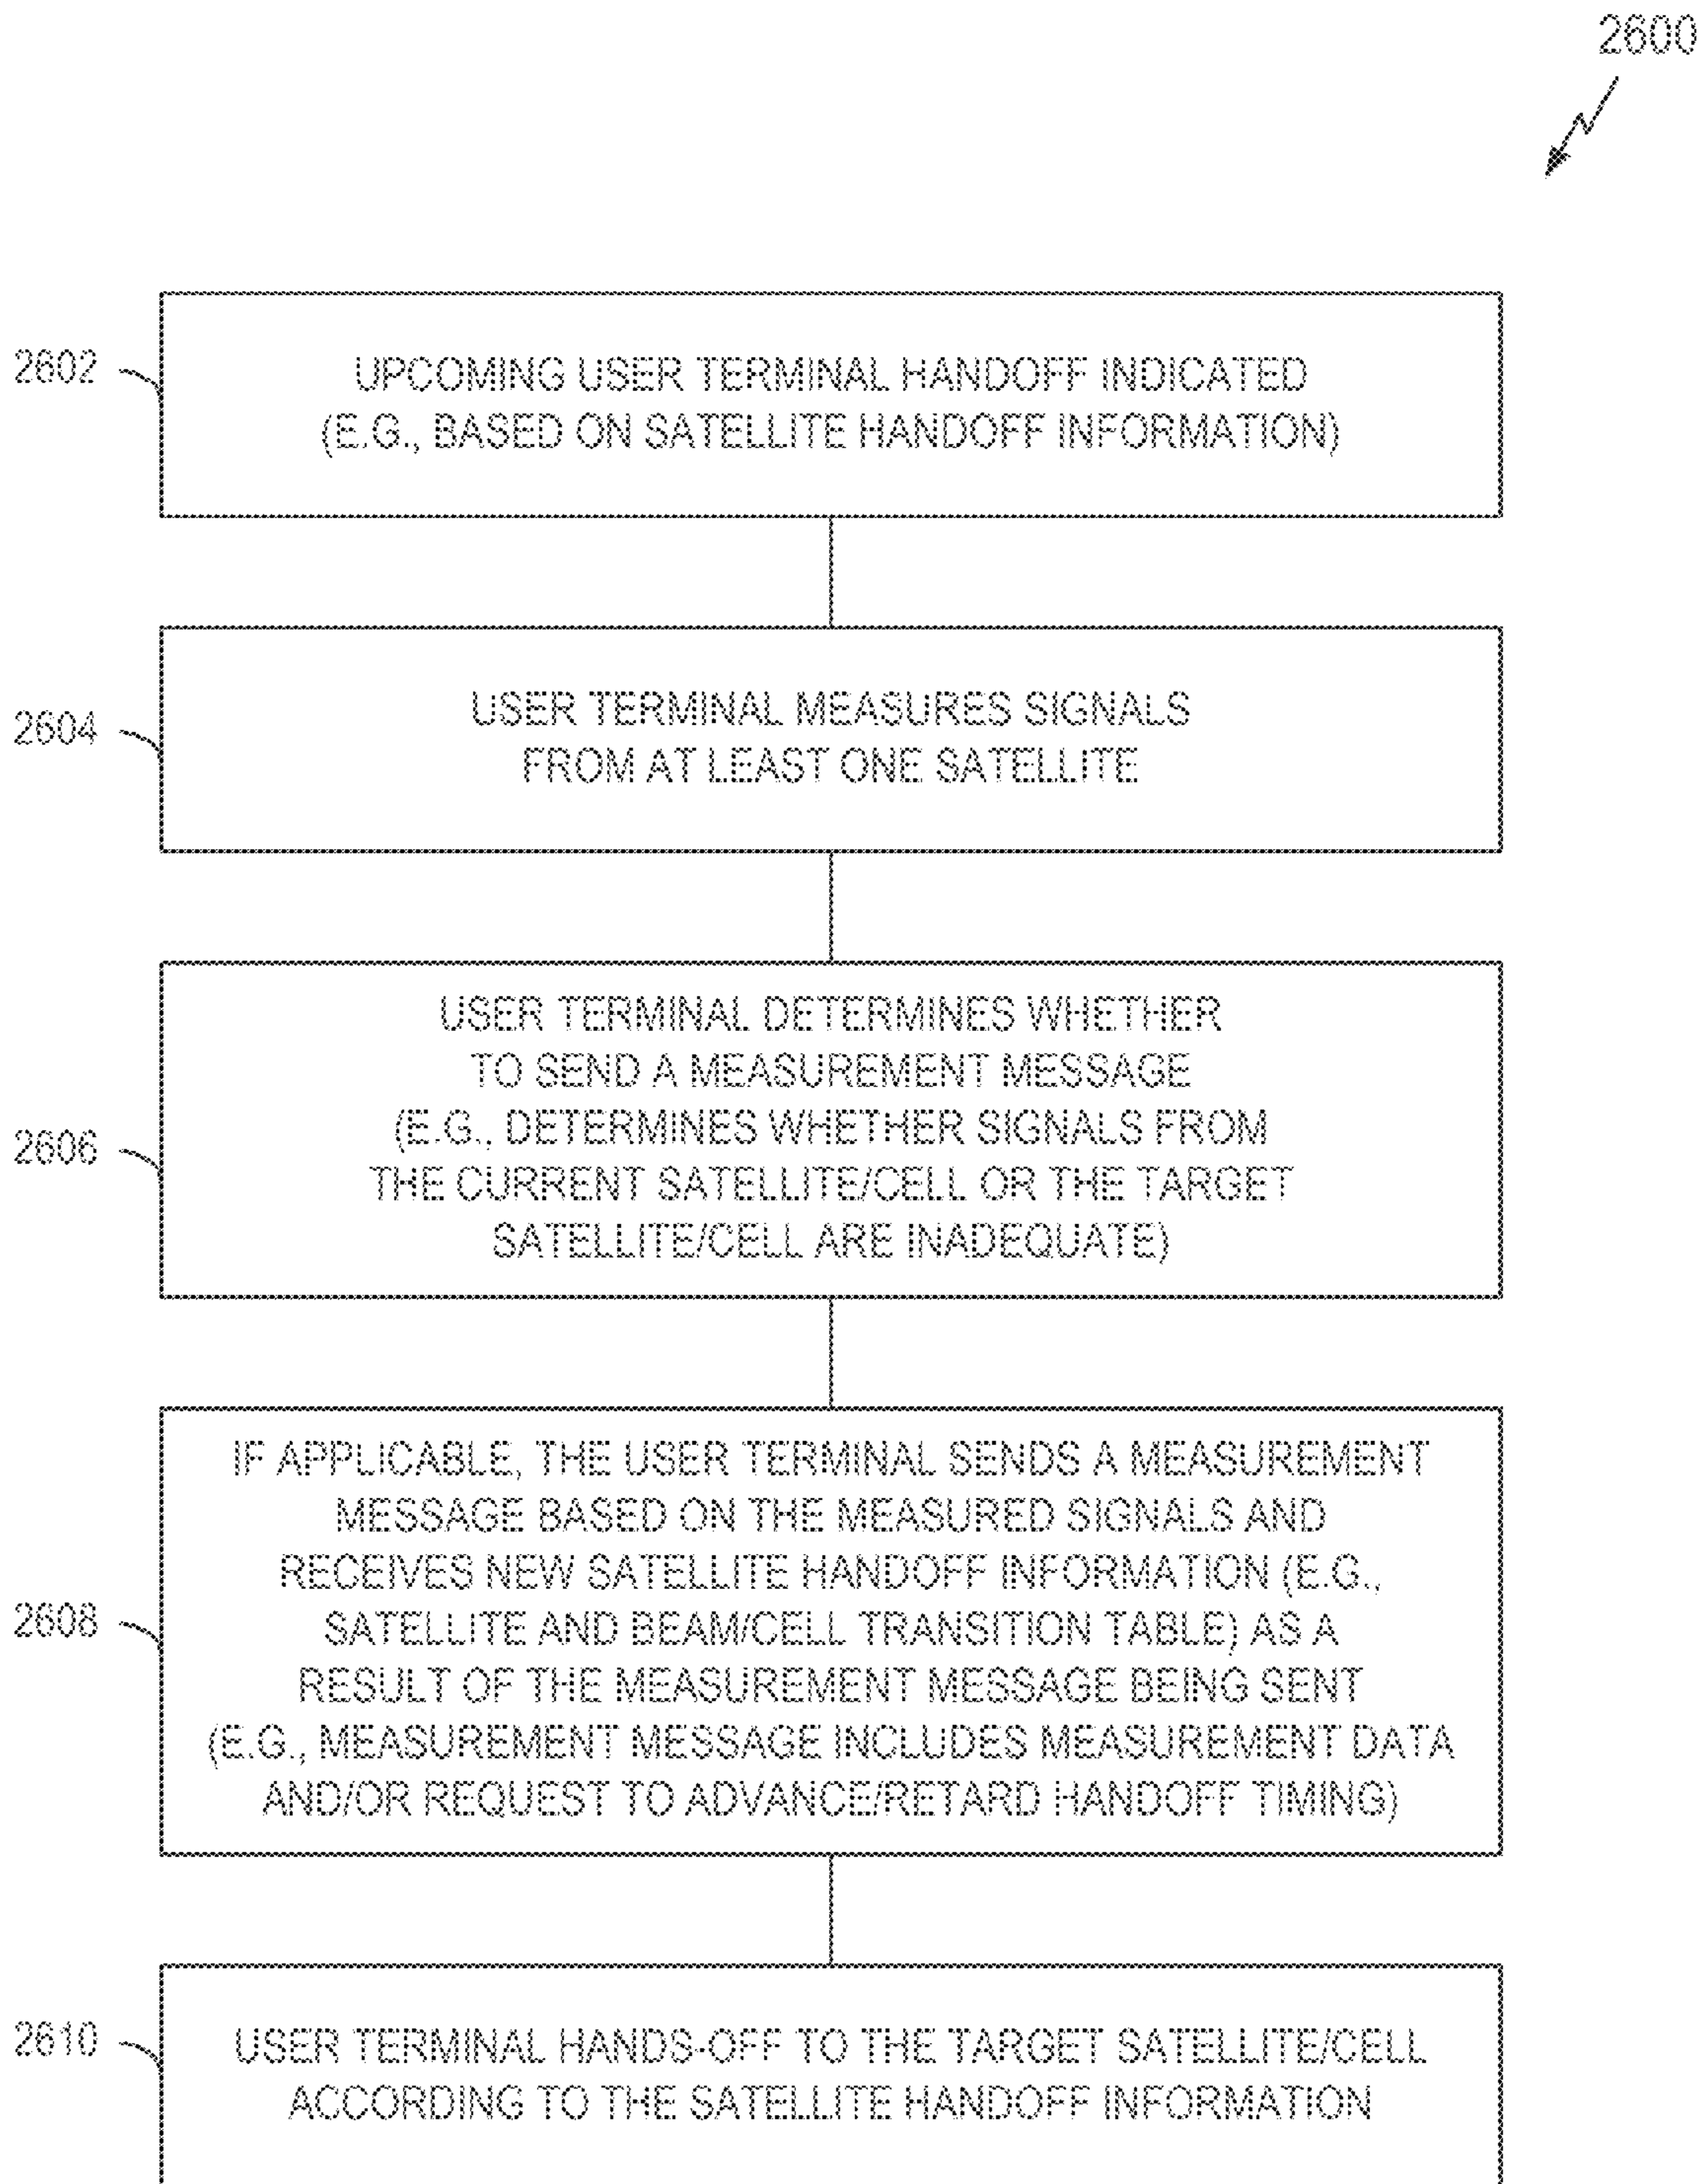 2600
2602
UPCOMING USER TERMINAL HANDOFF INDICATED
(E.G., BASED ON SATELLITE HANDOFF INFORMATION)
2604
USER TERMINAL MEASURES SIGNALS
FROM AT LEAST ONE SATELLITE
2606
USER TERMINAL DETERMINES WHETHER
TO SEND A MEASUREMENT MESSAGE
(E.G., DETERMINES WHETHER SIGNALS FROM
THE CURRENT SATELLITE/CELL OR THE TARGET
SATELLITE/CELL ARE INADEQUATE)
2608
IF APPLICABLE, THE USER TERMINAL SENDS A MEASUREMENT
MESSAGE BASED ON THE MEASURED SIGNALS AND
RECEIVES NEW SATELLITE HANDOFF INFORMATION (E.G.,
SATELLITE AND BEAM/CELL TRANSITION TABLE) AS A
RESULT OF THE MEASUREMENT MESSAGE BEING SENT
(E.G., MEASUREMENT MESSAGE INCLUDES MEASUREMENT DATA
AND/OR REQUEST TO ADVANCE/RETARD HANDOFF TIMING)
2610
USER TERMINAL HANDS-OFF TO THE TARGET SATELLITE/CELL
ACCORDING TO THE SATELLITE HANDOFF INFORMATION